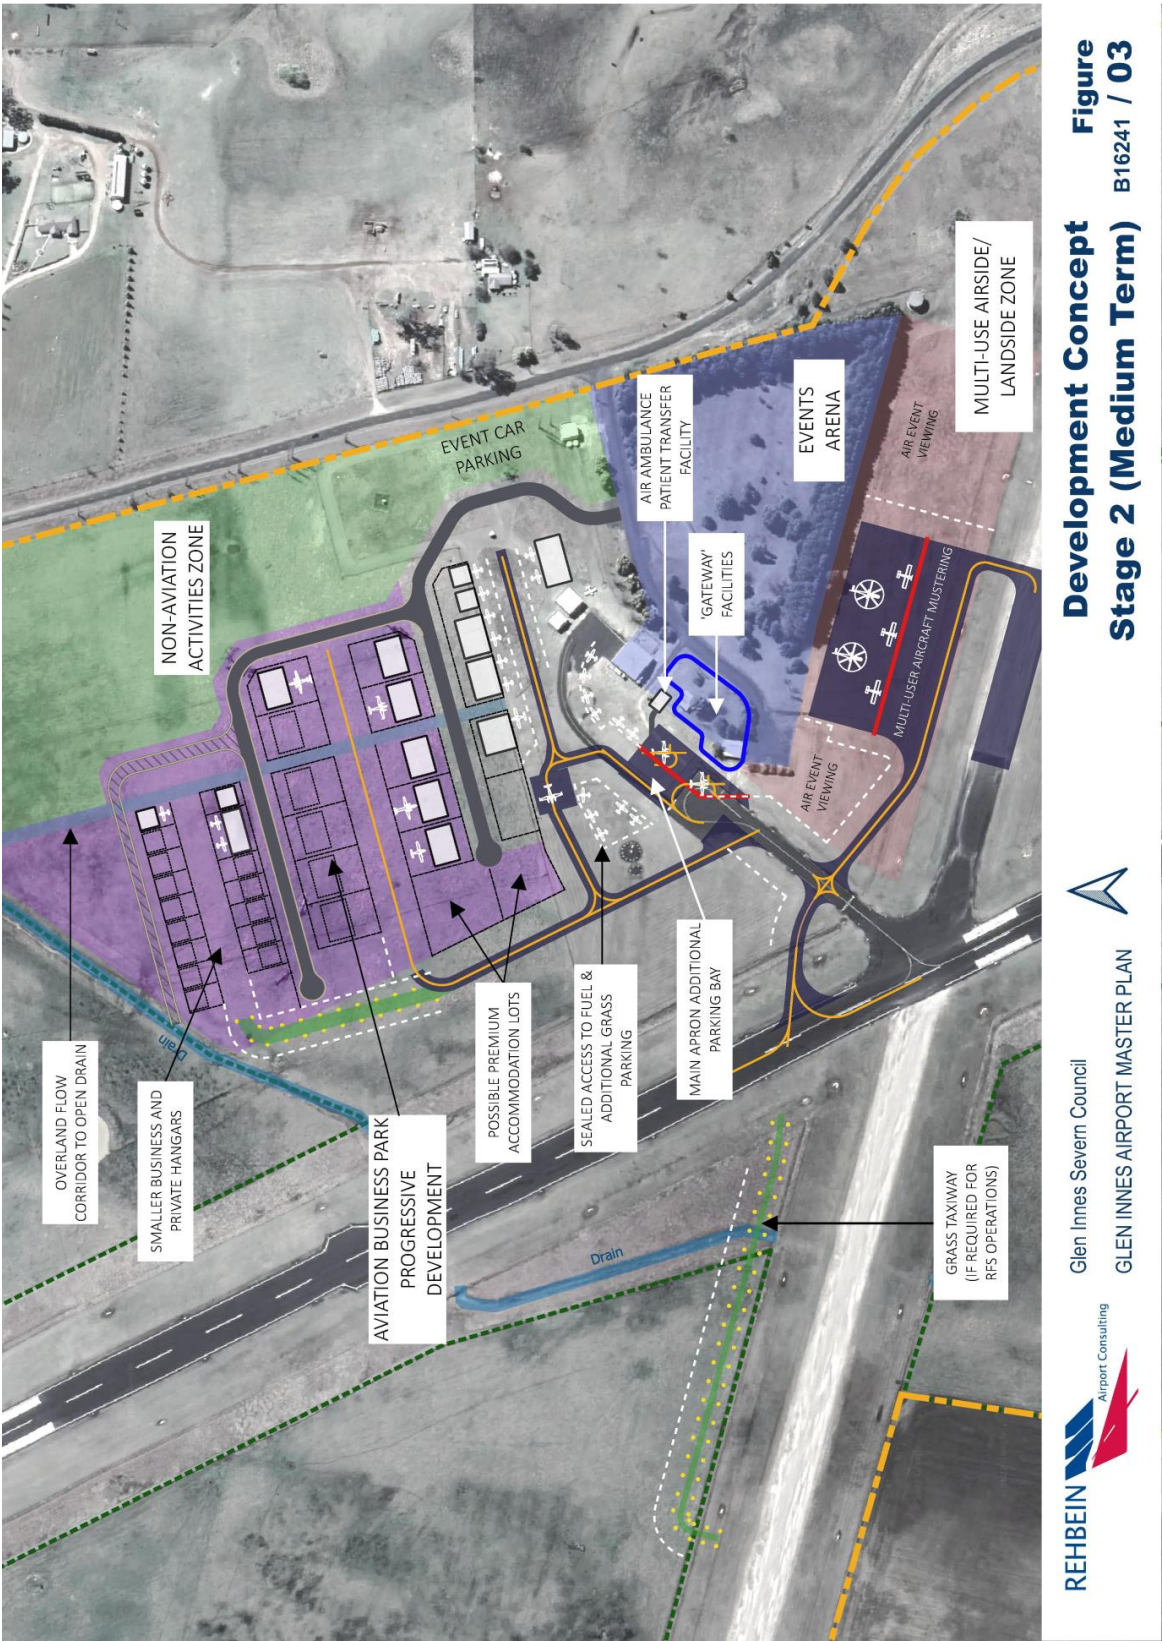 OVERLAND FLOW
CORRIDOR TO OPEN DRAIN
SMALLER BUSINESS AND
PRIVATE HANGARS
Drain
NON-AVIATION
ACTIVITIES ZONE
AVIATION BUSINESS PARK
PROGRESSIVE
DEVELOPMENT
EVENT CAR
PARKING
POSSIBLE PREMIUM
ACCOMMODATION LOTS
SEALED ACCESS TO FUEL &
ADDITIONAL GRASS
PARKING
Drain
AIR AMBULANCE
PATIENT TRANSFER
FACILITY
'GATEWAY'
FACILITIES
MAIN APRON ADDITIONAL
PARKING BAY
EVENTS
ARENA
AIR EVENT
VIEWING
AIR EVENT
VIEWING
MULTI-USER AIRCRAFT MUSTERING
MULTI-USE AIRSIDE/
LANDSIDE ZONE
GRASS TAXIWAY
(IF REQUIRED FOR
RFS OPERATIONS)
REHBEIN
Airport Consulting
Glen Innes Severn Council
GLEN INNES AIRPORT MASTER PLAN
Development Concept
Stage 2 (Medium Term)
Figure
B16241 / 03